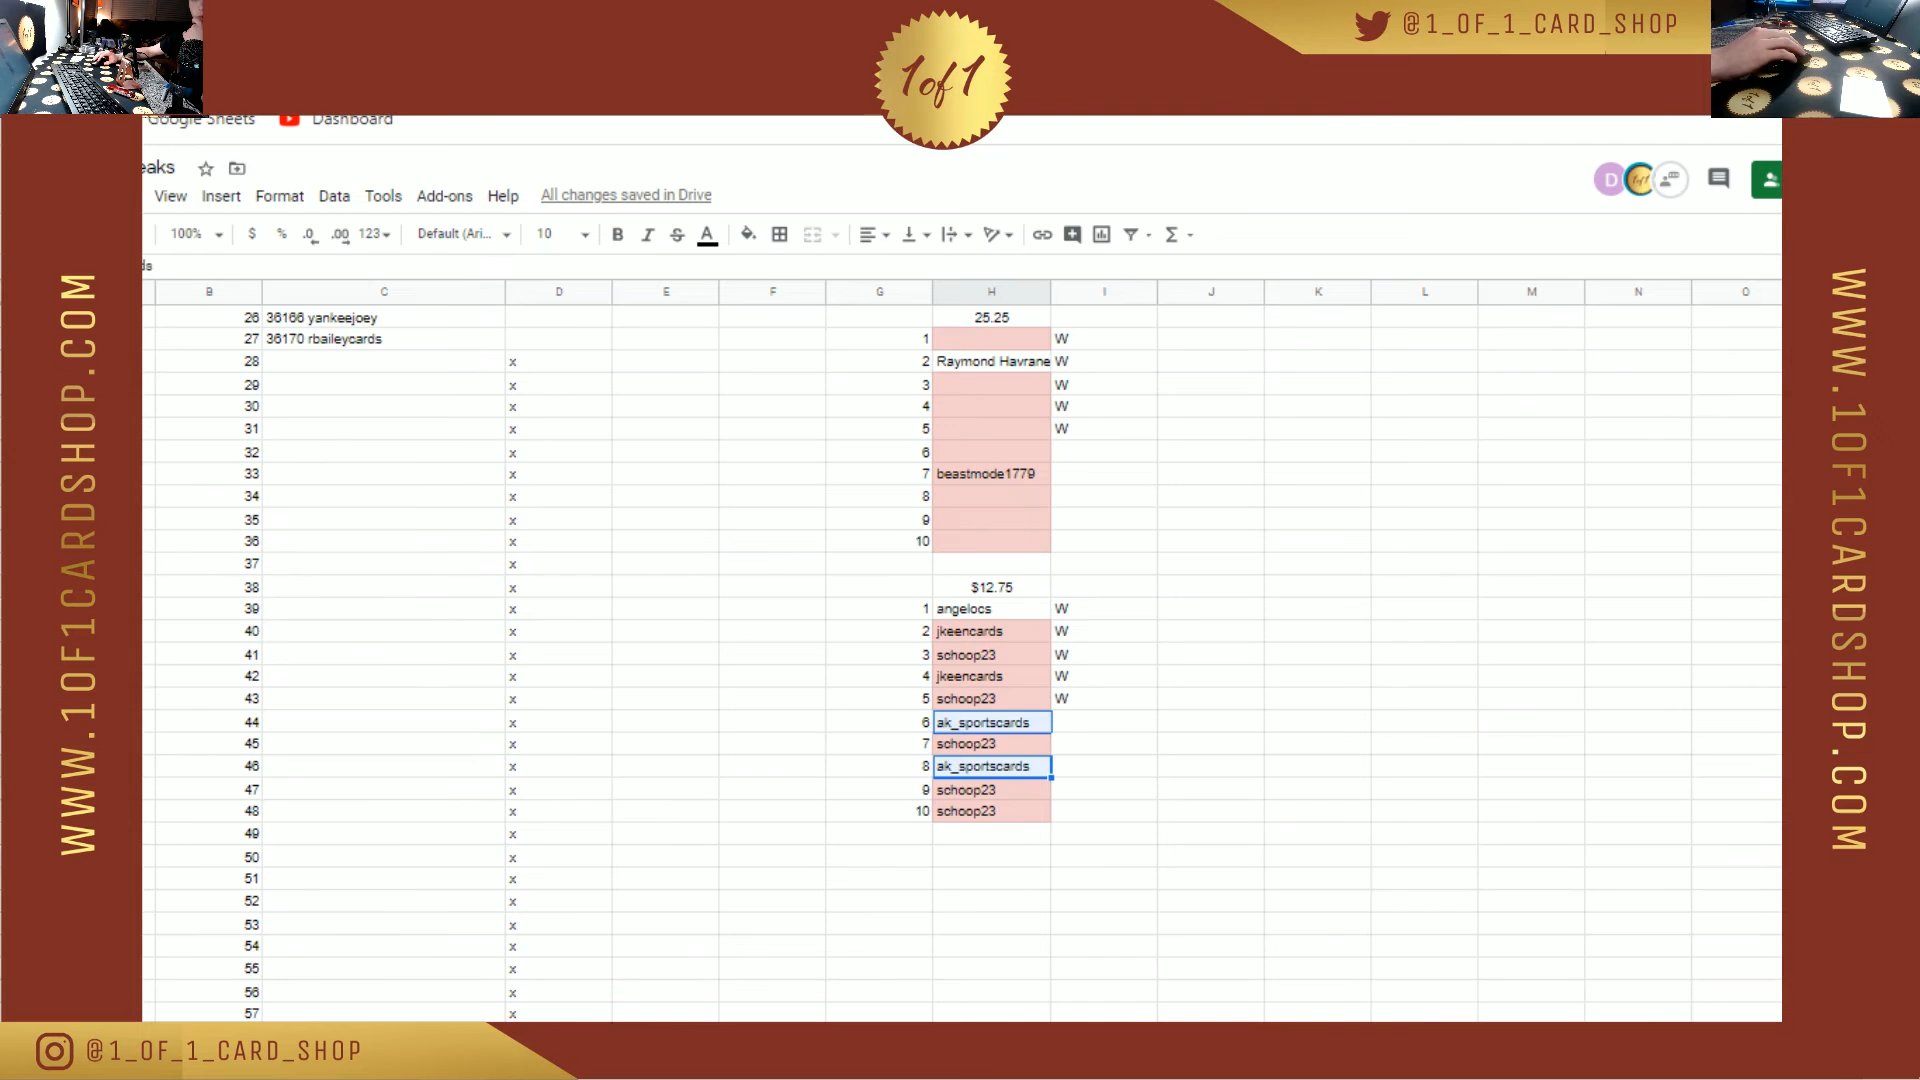 @1_OF_1_CARD_SHOP
1of1
Google Sheets Dashboard
eaks
D
View Insert Format Data Tools Add-ons Help All changes saved in Drive
100% $ % .0 .00 123 Default (Ari... 10 B I S A
ds
B C D E F G H I J K L M N O
26 36166 yankeejoey 25.25
27 36170 rbaileycards 1 W
28 x 2 Raymond Havrane W
29 x 3 W
30 x 4 W
31 x 5 W
32 x 6
33 x 7 beastmode1779
34 x 8
35 x 9
36 x 10
37 x
38 x $12.75
39 x 1 angelocs W
40 x 2 jkeencards W
41 x 3 schoop23 W
42 x 4 jkeencards W
43 x 5 schoop23 W
44 x 6 ak_sportscards
45 x 7 schoop23
46 x 8 ak_sportscards
47 x 9 schoop23
48 x 10 schoop23
49 x
50 x
51 x
52 x
53 x
54 x
55 x
56 x
57 x
WWW.1OF1CARDSHOP.COM
WWW.1OF1CARDSHOP.COM
@1_OF_1_CARD_SHOP